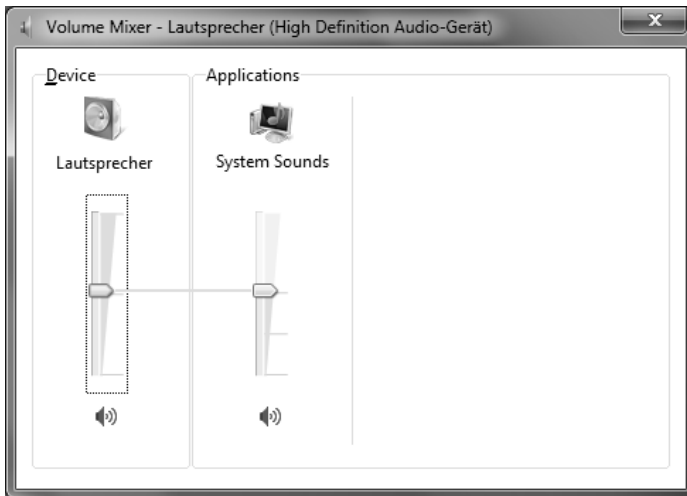 Volume Mixer - Lautsprecher (High Definition Audio-Gerät)
Device
Applications
Lautsprecher
System Sounds